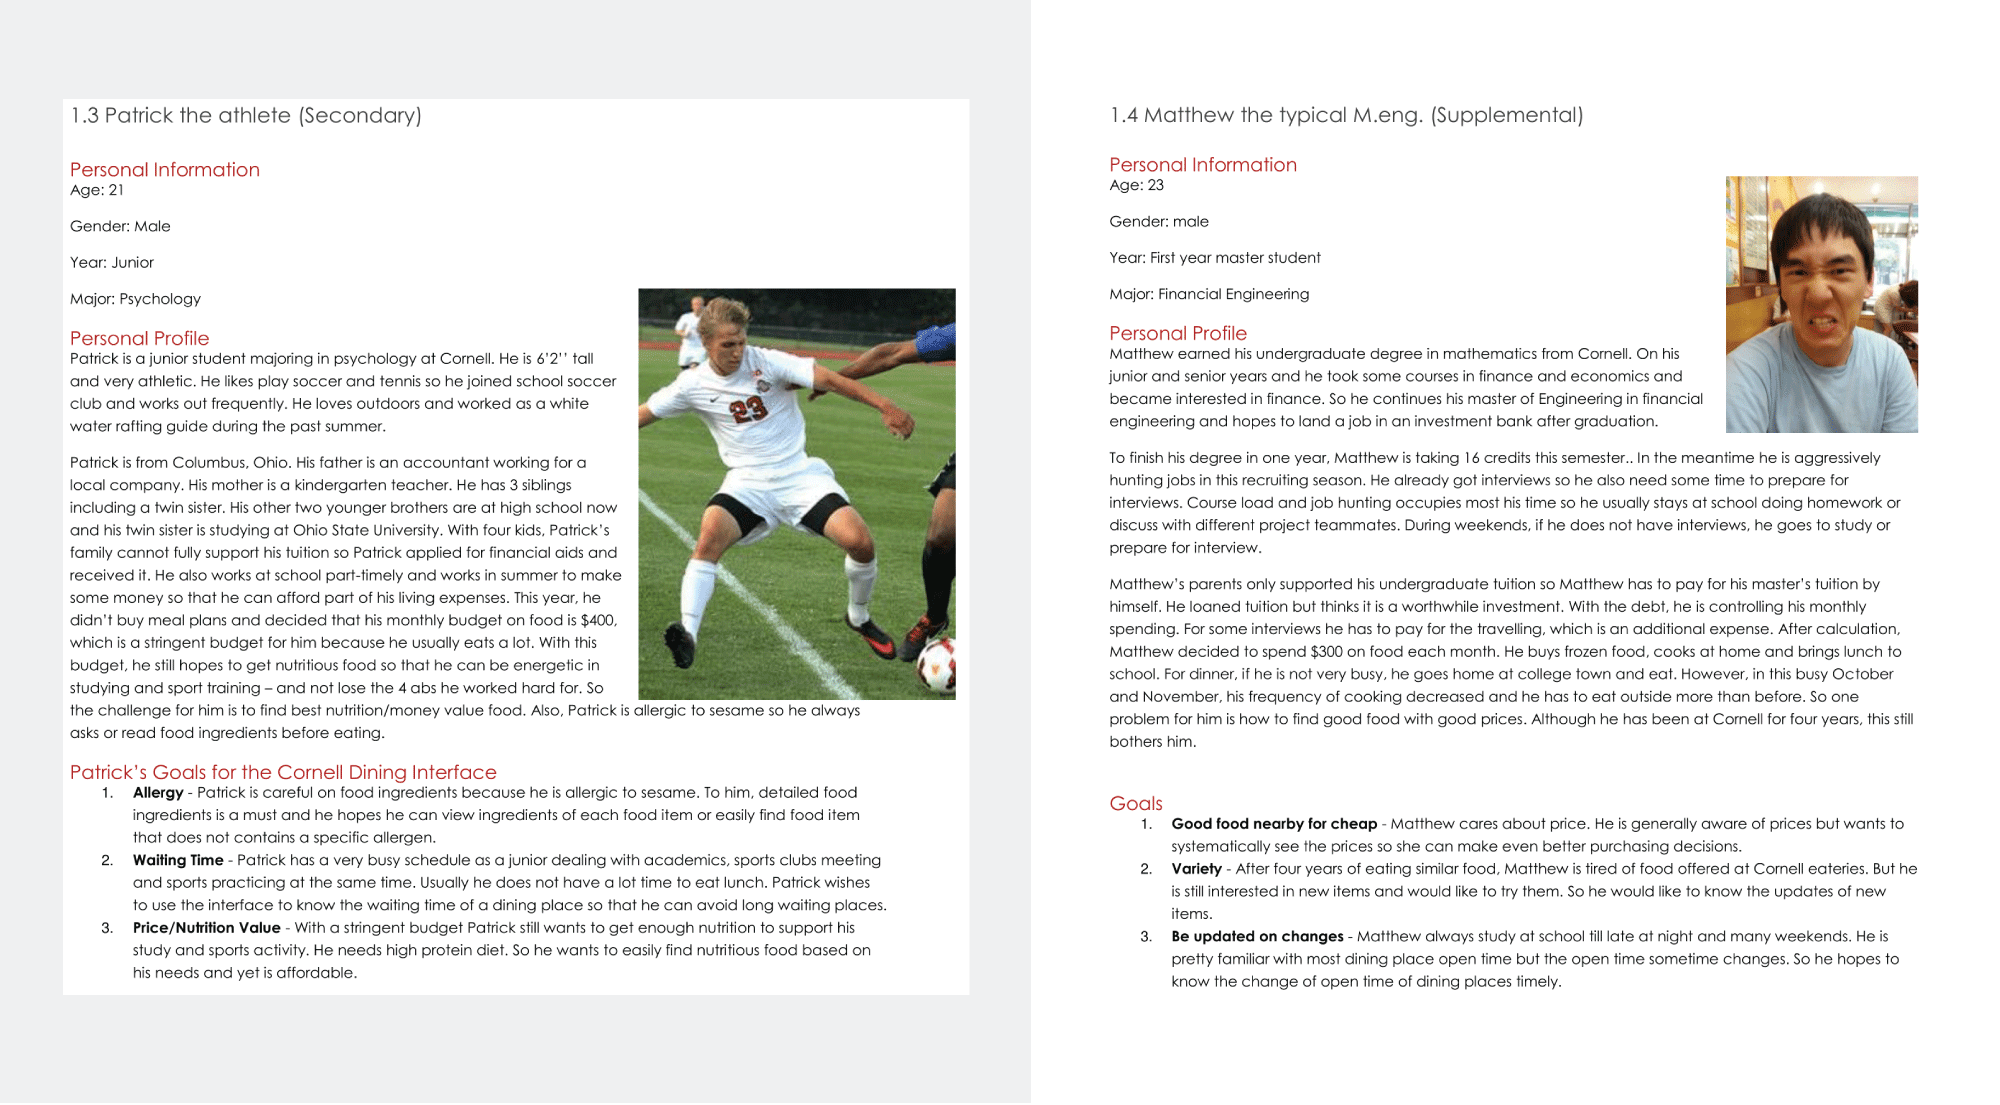 1.3 Patrick the athlete (Secondary)
Personal Information
Age: 21
Gender: Male
Year: Junior
Major: Psychology
Personal Profile
Patrick is a junior student majoring in psychology at Cornell. He is 6'2'' tall
and very athletic. He likes play soccer and tennis so he joined school soccer
club and works out frequently. He loves outdoors and worked as a white
water rafting guide during the past summer.
Patrick is from Columbus, Ohio. His father is an accountant working for a
local company. His mother is a kindergarten teacher. He has 3 siblings
including a twin sister. His other two younger brothers are at high school now
and his twin sister is studying at Ohio State University. With four kids, Patrick's
family cannot fully support his tuition so Patrick applied for financial aids and
received it. He also works at school part-timely and works in summer to make
some money so that he can afford part of his living expenses. This year, he
didn't buy meal plans and decided that his monthly budget on food is $400,
which is a stringent budget for him because he usually eats a lot. With this
budget, he still hopes to get nutritious food so that he can be energetic in
studying and sport training – and not lose the 4 abs he worked hard for. So
the challenge for him is to find best nutrition/money value food. Also, Patrick is allergic to sesame so he always
asks or read food ingredients before eating.
Patrick's Goals for the Cornell Dining Interface
1. Allergy - Patrick is careful on food ingredients because he is allergic to sesame. To him, detailed food
ingredients is a must and he hopes he can view ingredients of each food item or easily find food item
that does not contains a specific allergen.
2. Waiting Time - Patrick has a very busy schedule as a junior dealing with academics, sports clubs meeting
and sports practicing at the same time. Usually he does not have a lot time to eat lunch. Patrick wishes
to use the interface to know the waiting time of a dining place so that he can avoid long waiting places.
3. Price/Nutrition Value - With a stringent budget Patrick still wants to get enough nutrition to support his
study and sports activity. He needs high protein diet. So he wants to easily find nutritious food based on
his needs and yet is affordable.
23
1.4 Matthew the typical M.eng. (Supplemental)
Personal Information
Age: 23
Gender: male
Year: First year master student
Major: Financial Engineering
Personal Profile
Matthew earned his undergraduate degree in mathematics from Cornell. On his
junior and senior years and he took some courses in finance and economics and
became interested in finance. So he continues his master of Engineering in financial
engineering and hopes to land a job in an investment bank after graduation.
To finish his degree in one year, Matthew is taking 16 credits this semester.. In the meantime he is aggressively
hunting jobs in this recruiting season. He already got interviews so he also need some time to prepare for
interviews. Course load and job hunting occupies most his time so he usually stays at school doing homework or
discuss with different project teammates. During weekends, if he does not have interviews, he goes to study or
prepare for interview.
Matthew's parents only supported his undergraduate tuition so Matthew has to pay for his master's tuition by
himself. He loaned tuition but thinks it is a worthwhile investment. With the debt, he is controlling his monthly
spending. For some interviews he has to pay for the travelling, which is an additional expense. After calculation,
Matthew decided to spend $300 on food each month. He buys frozen food, cooks at home and brings lunch to
school. For dinner, if he is not very busy, he goes home at college town and eat. However, in this busy October
and November, his frequency of cooking decreased and he has to eat outside more than before. So one
problem for him is how to find good food with good prices. Although he has been at Cornell for four years, this still
bothers him.
Goals
1. Good food nearby for cheap - Matthew cares about price. He is generally aware of prices but wants to
systematically see the prices so she can make even better purchasing decisions.
2. Variety - After four years of eating similar food, Matthew is tired of food offered at Cornell eateries. But he
is still interested in new items and would like to try them. So he would like to know the updates of new
items.
3. Be updated on changes - Matthew always study at school till late at night and many weekends. He is
pretty familiar with most dining place open time but the open time sometime changes. So he hopes to
know the change of open time of dining places timely.